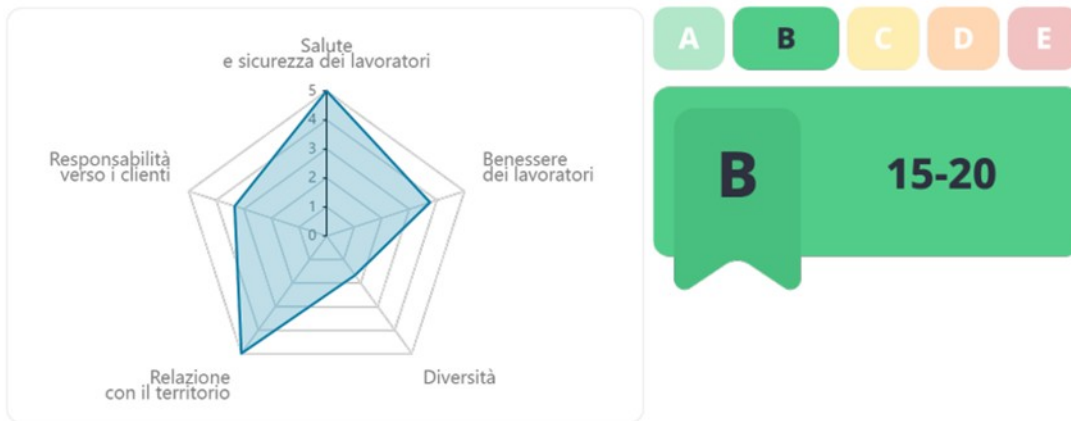 Salute
e sicurezza dei lavoratori
5
4
3
2
1
0
Benessere
dei lavoratori
Diversità
Relazione
con il territorio
Responsabilità
verso i clienti
A B C D E
B 15-20